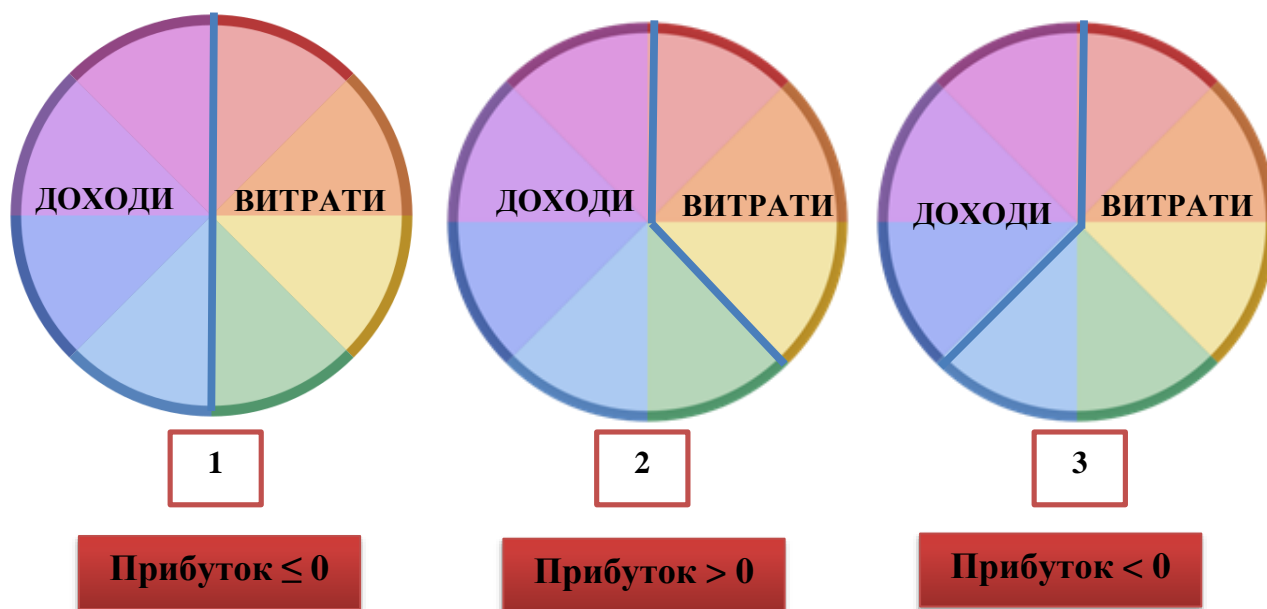 ДОХОДИ
ВИТРАТИ
1
Прибуток ≤ 0
ДОХОДИ
ВИТРАТИ
2
Прибуток > 0
ДОХОДИ
ВИТРАТИ
3
Прибуток < 0